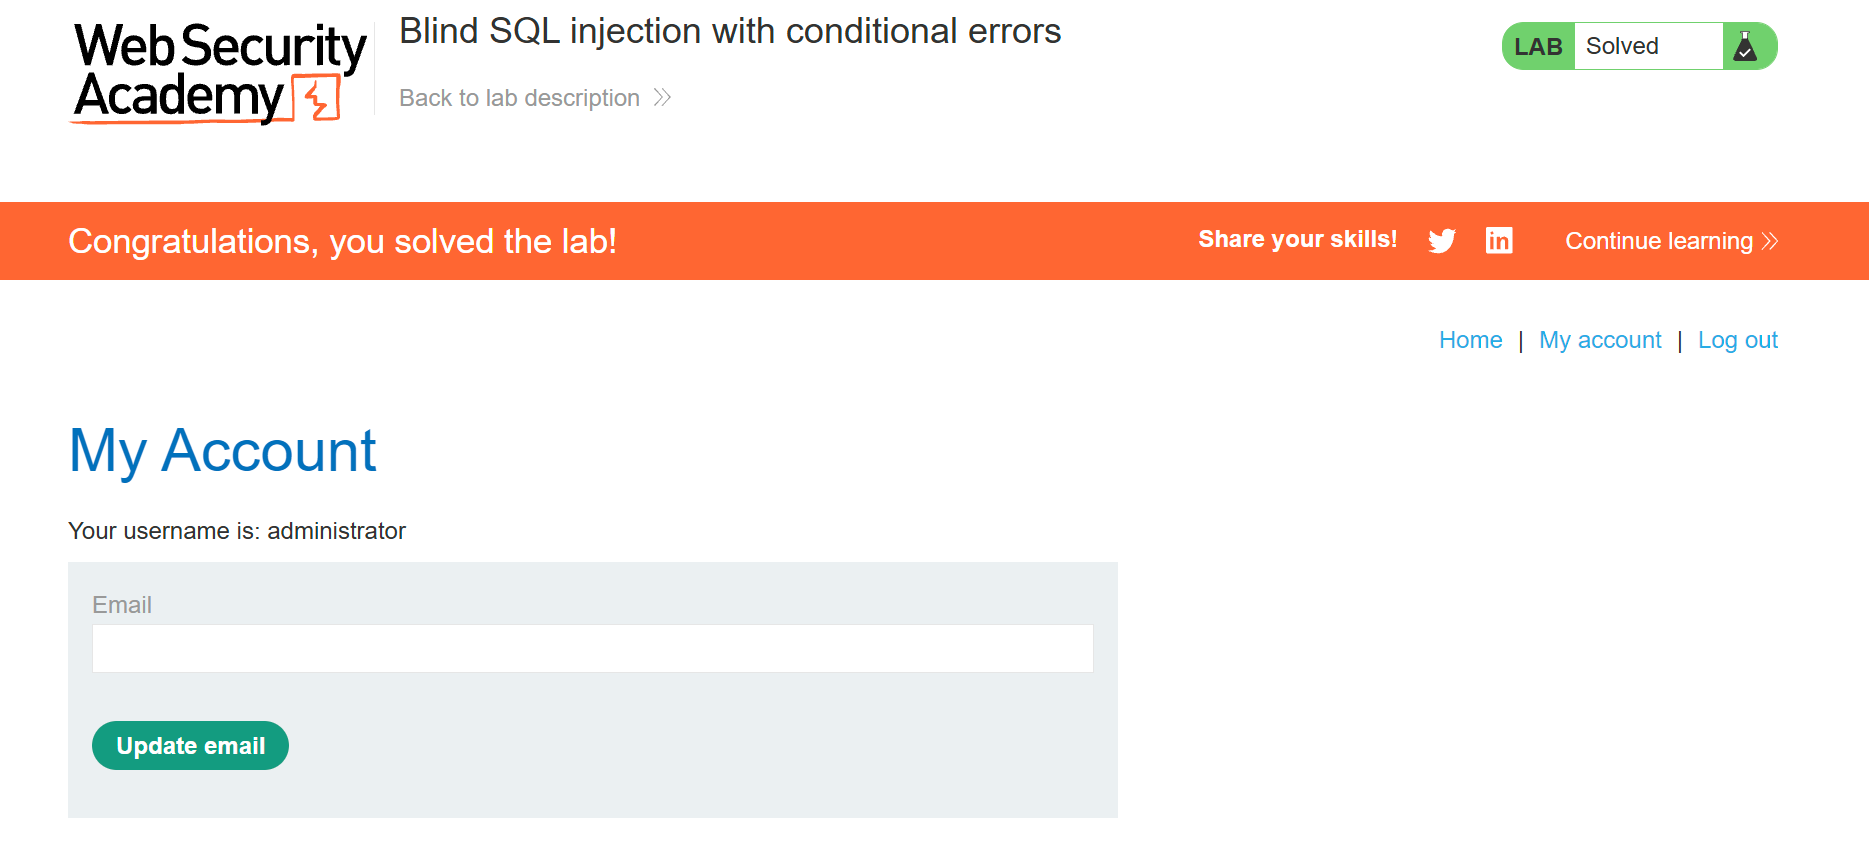 Web Security
Academy
Blind SQL injection with conditional errors
Back to lab description
LAB Solved
Congratulations, you solved the lab!
Share your skills!
Continue learning
Home | My account | Log out
My Account
Your username is: administrator
Email
Update email